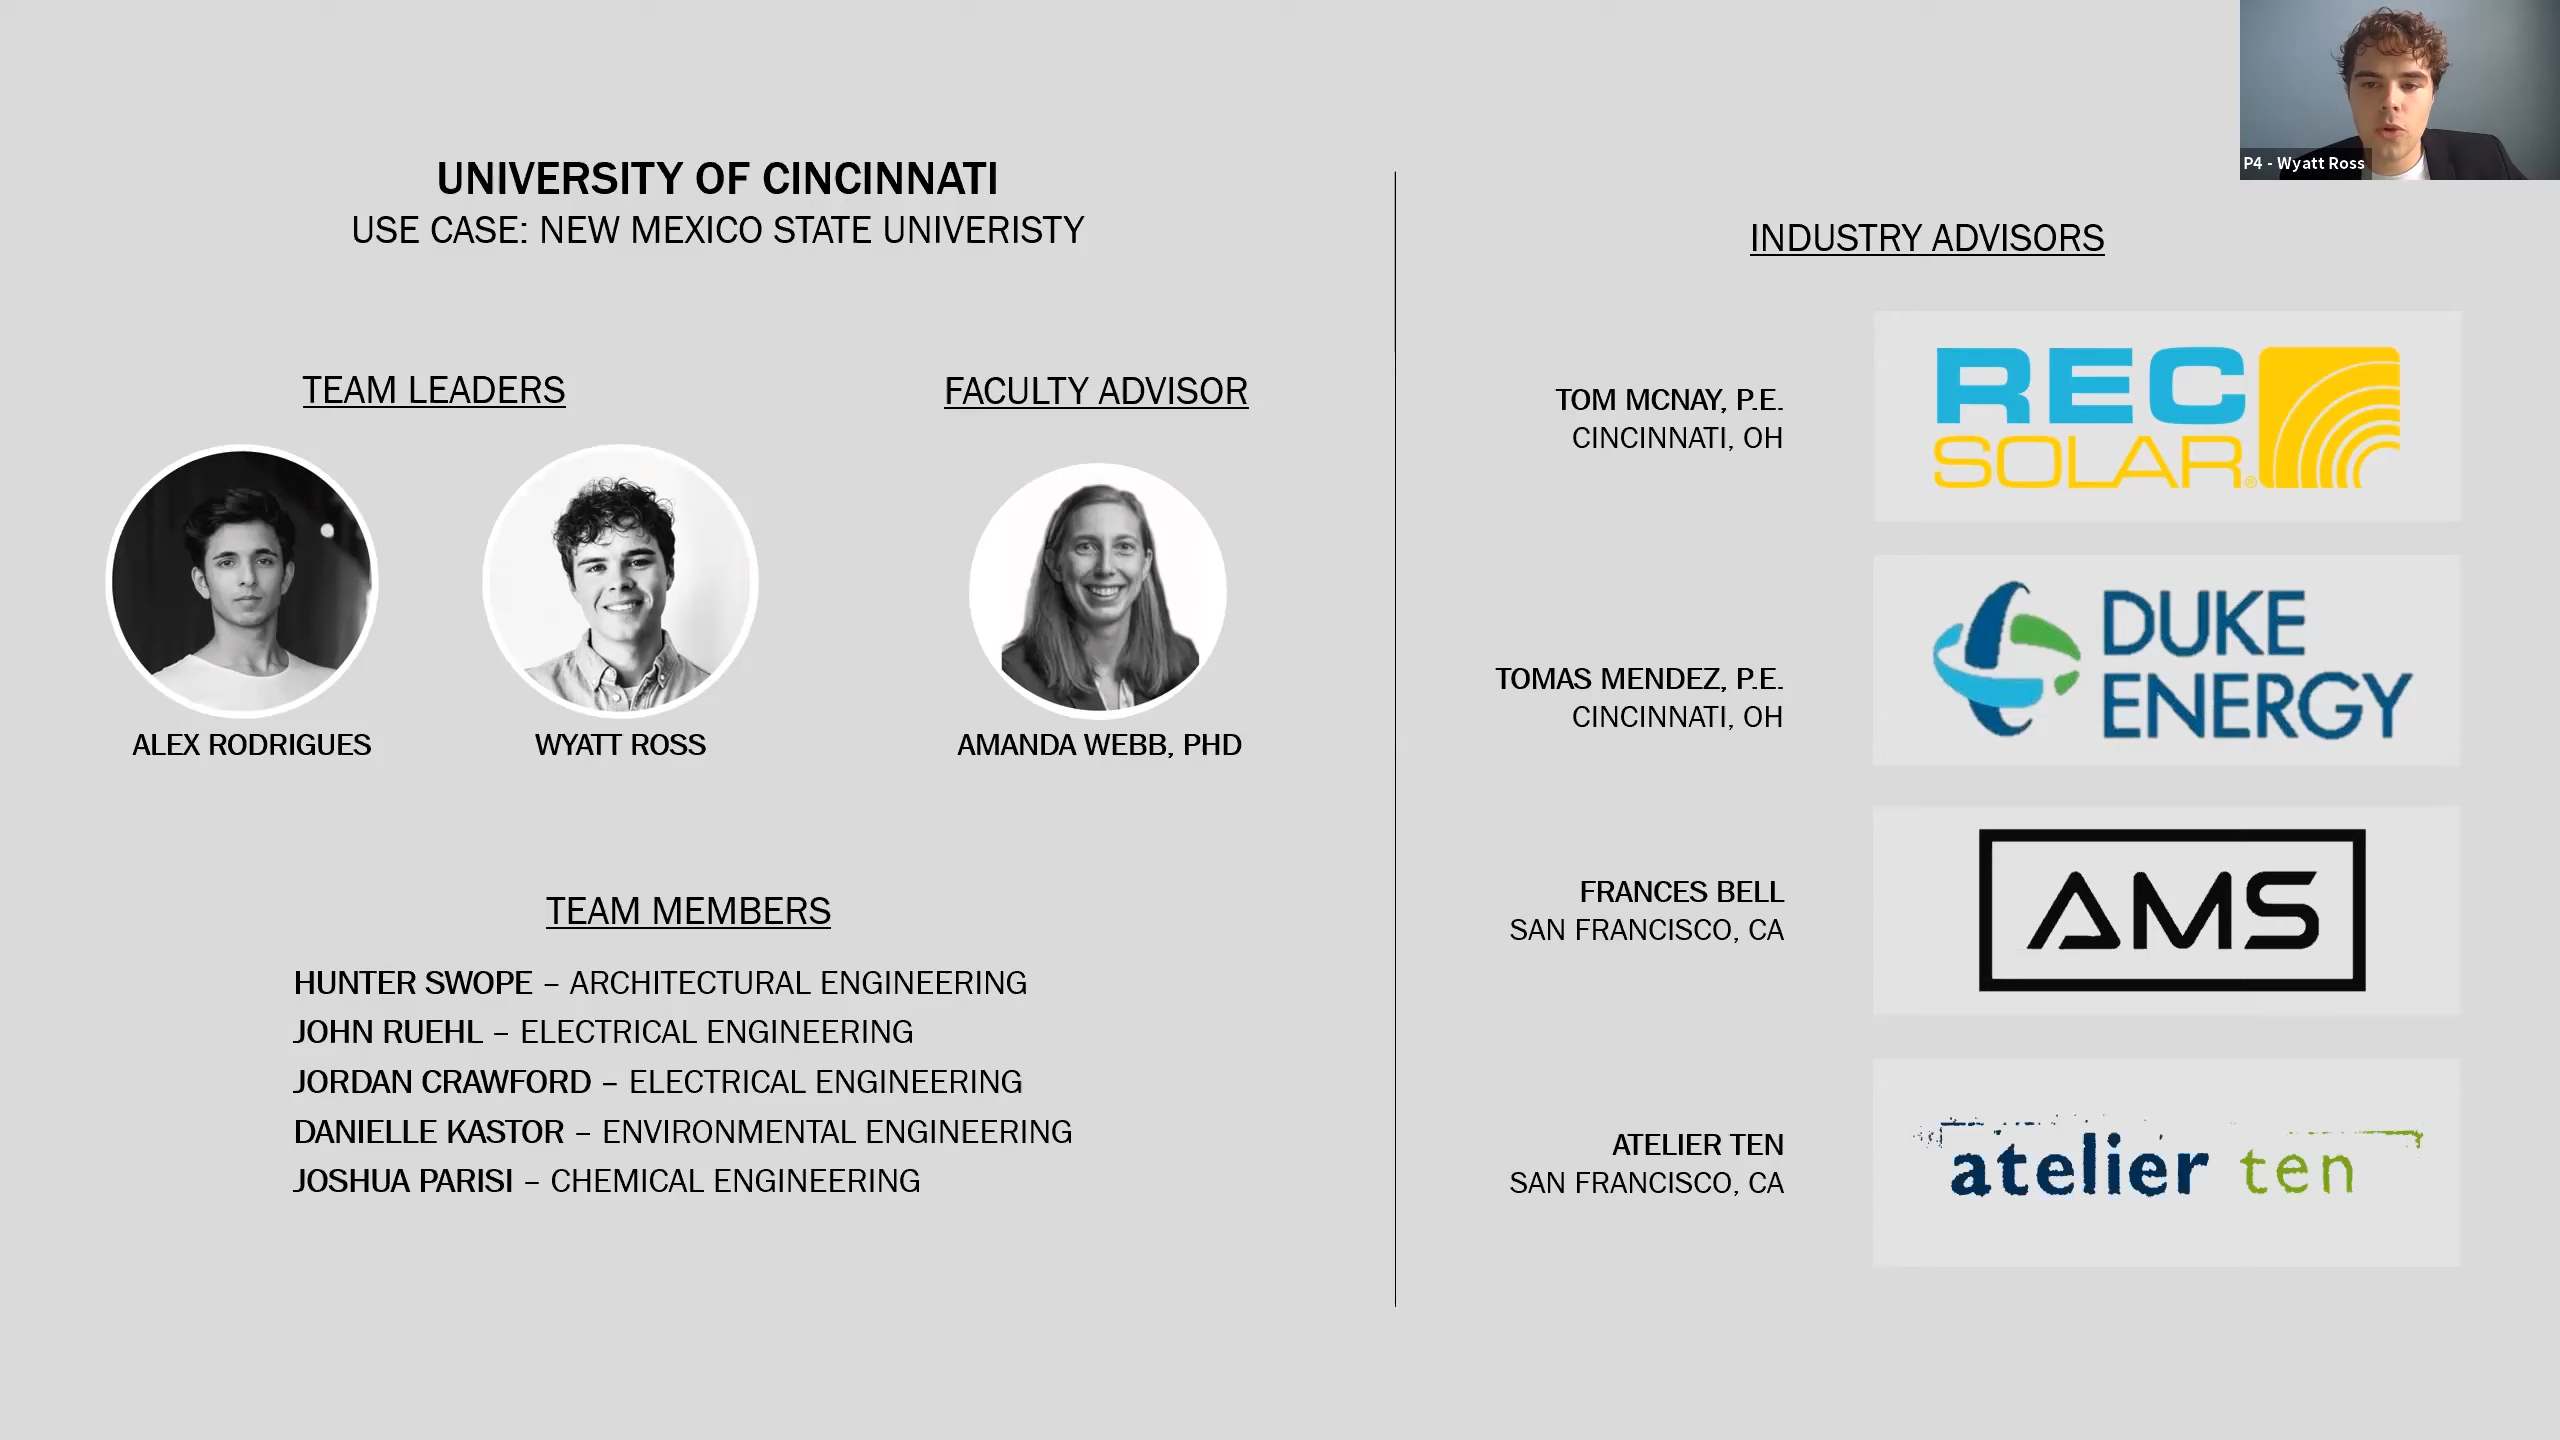 P4 - Wyatt Ross
UNIVERSITY OF CINCINNATI
USE CASE: NEW MEXICO STATE UNIVERISTY
TEAM LEADERS
FACULTY ADVISOR
ALEX RODRIGUES
WYATT ROSS
AMANDA WEBB, PHD
TEAM MEMBERS
HUNTER SWOPE – ARCHITECTURAL ENGINEERING
JOHN RUEHL – ELECTRICAL ENGINEERING
JORDAN CRAWFORD – ELECTRICAL ENGINEERING
DANIELLE KASTOR – ENVIRONMENTAL ENGINEERING
JOSHUA PARISI – CHEMICAL ENGINEERING
INDUSTRY ADVISORS
TOM MCNAY, P.E.
CINCINNATI, OH
REC
SOLAR®
TOMAS MENDEZ, P.E.
CINCINNATI, OH
DUKE
ENERGY
FRANCES BELL
SAN FRANCISCO, CA
AMS
ATELIER TEN
SAN FRANCISCO, CA
atelier ten